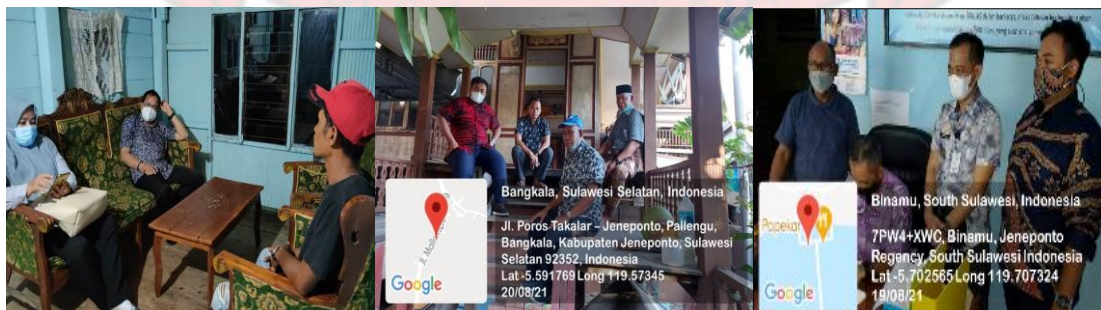 Bangkala, Sulawesi Selatan, Indonesia
Jl. Poros Takalar – Jeneponto, Pallengu,
Bangkala, Kabupaten Jeneponto, Sulawesi
Selatan 92352, Indonesia
Lat -5.591769 Long 119.57345
20/08/21
Google
Binamu, South Sulawesi, Indonesia
7PW4+XWC, Binamu, Jeneponto
Regency, South Sulawesi Indonesia
Lat -5.702565 Long 119.707324
19/08/21
Papekar
Google